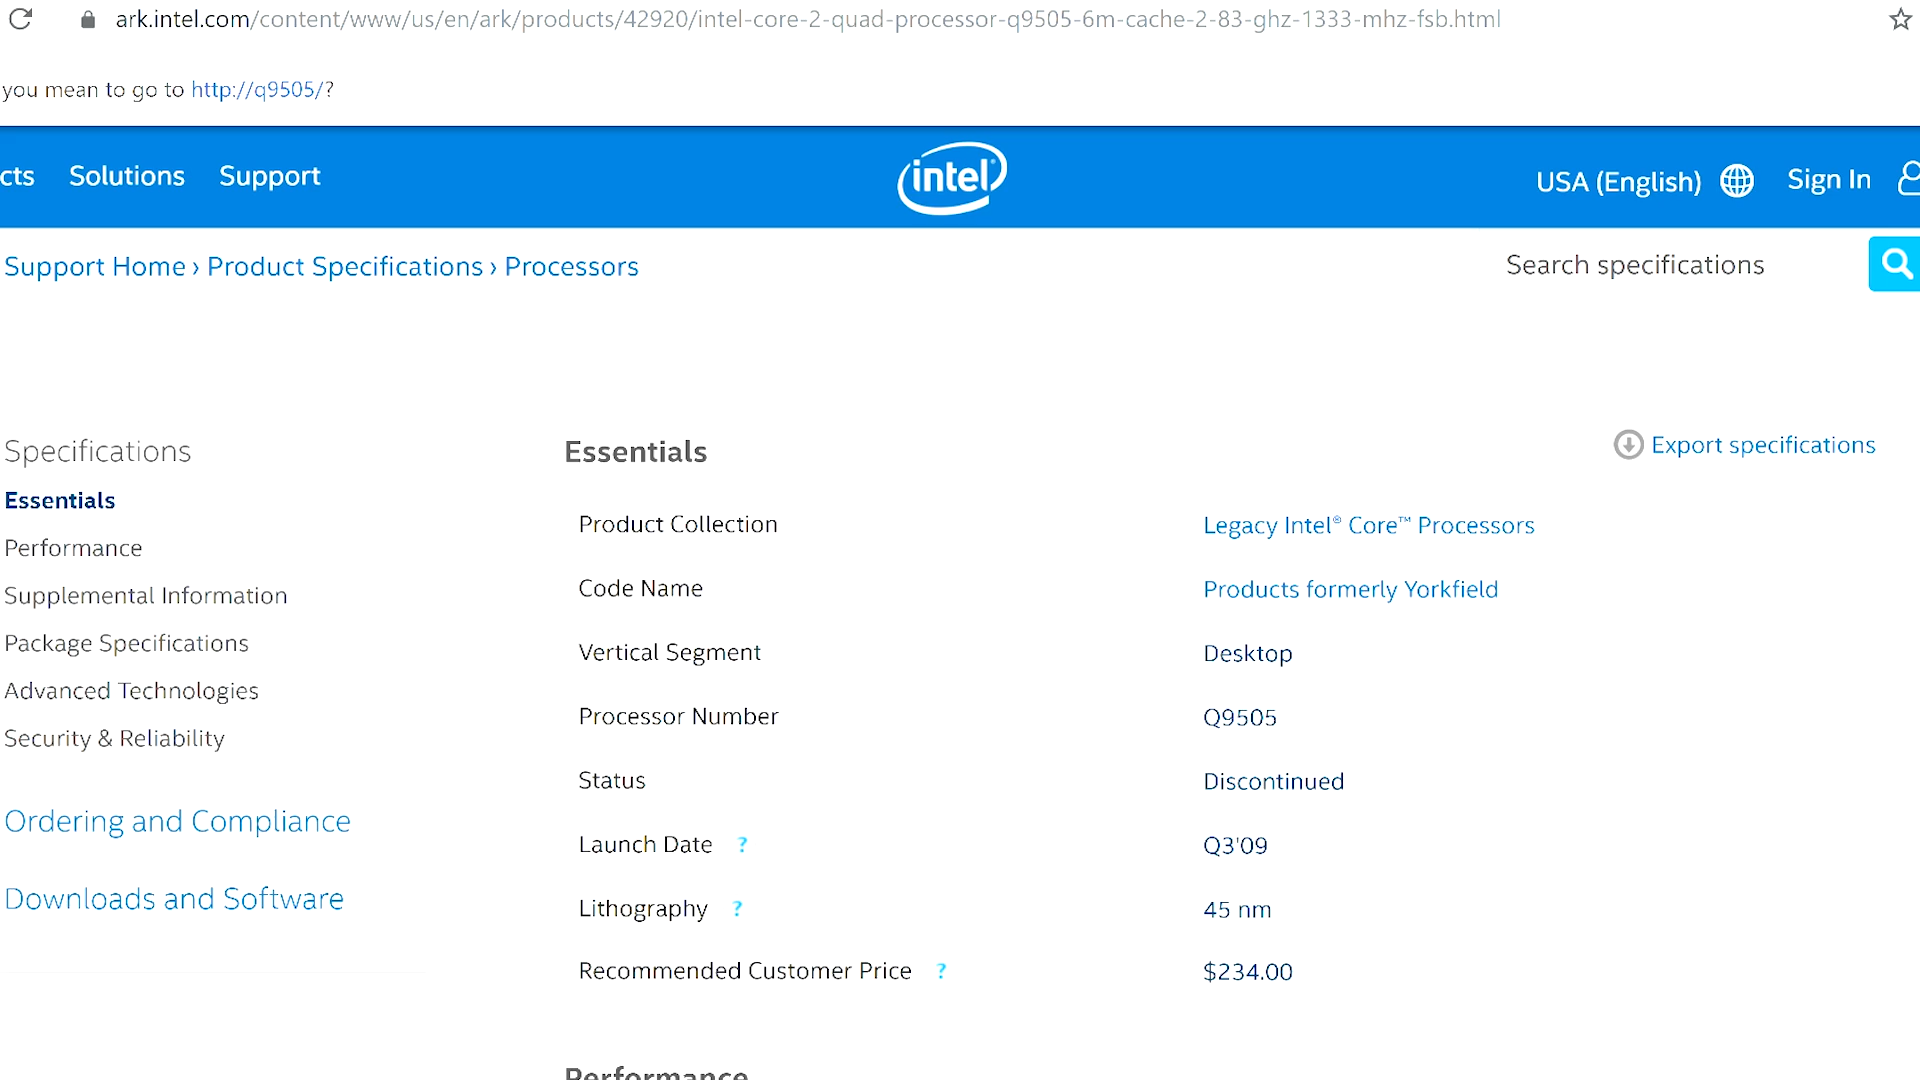 ark.intel.com/content/www/us/en/ark/products/42920/intel-core-2-quad-processor-q9505-6m-cache-2-83-ghz-1333-mhz-fsb.html
you mean to go to http://q9505/?
cts Solutions Support
intel
USA (English) Sign In
Support Home › Product Specifications › Processors
Search specifications
Specifications
Essentials
Performance
Supplemental Information
Package Specifications
Advanced Technologies
Security & Reliability
Ordering and Compliance
Downloads and Software
Essentials
Export specifications
Product Collection Legacy Intel® Core™ Processors
Code Name Products formerly Yorkfield
Vertical Segment Desktop
Processor Number Q9505
Status Discontinued
Launch Date ? Q3'09
Lithography ? 45 nm
Recommended Customer Price ? $234.00
Performance